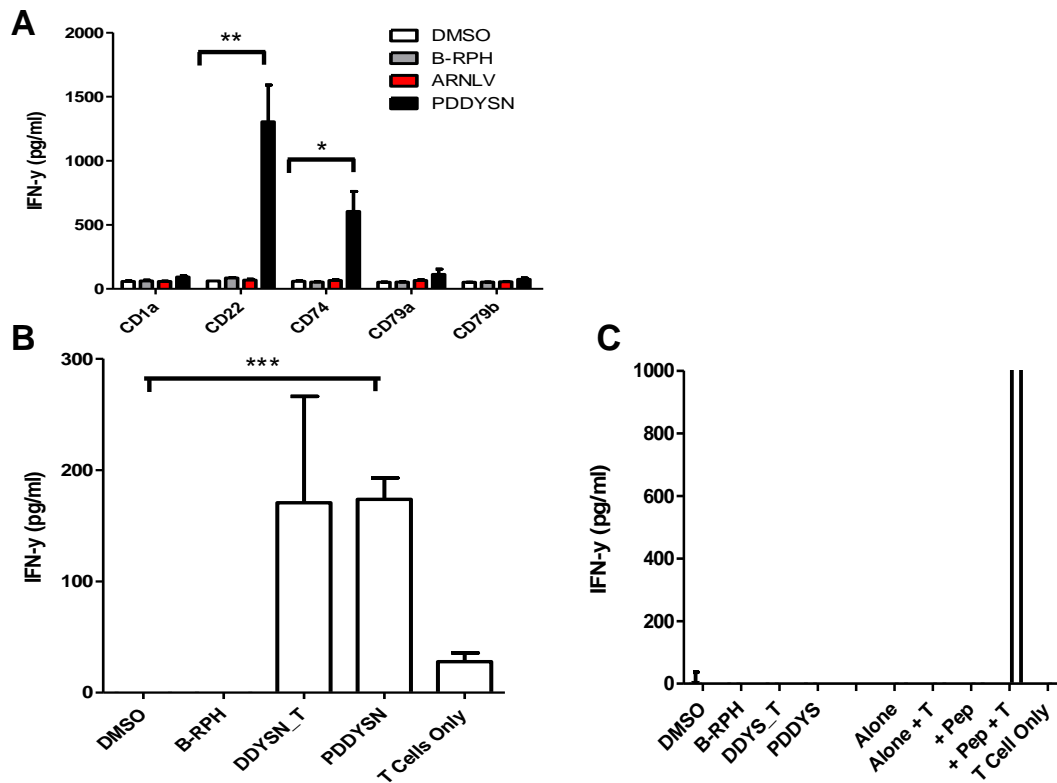 A
2000
1500
1000
500
0
IFN-y (pg/ml)
**
*
DMSO
B-RPH
ARNLV
PDDYSN
CD1a
CD22
CD74
CD79a
CD79b
B
300
200
100
0
IFN-y (pg/ml)
***
DMSO
B-RPH
DDYSN_T
PDDYSN
T Cells Only
C
1000
800
600
400
200
0
IFN-y (pg/ml)
DMSO
B-RPH
DDYS_T
PDDYS
Alone
Alone + T
+ Pep
+ Pep + T
T Cell Only